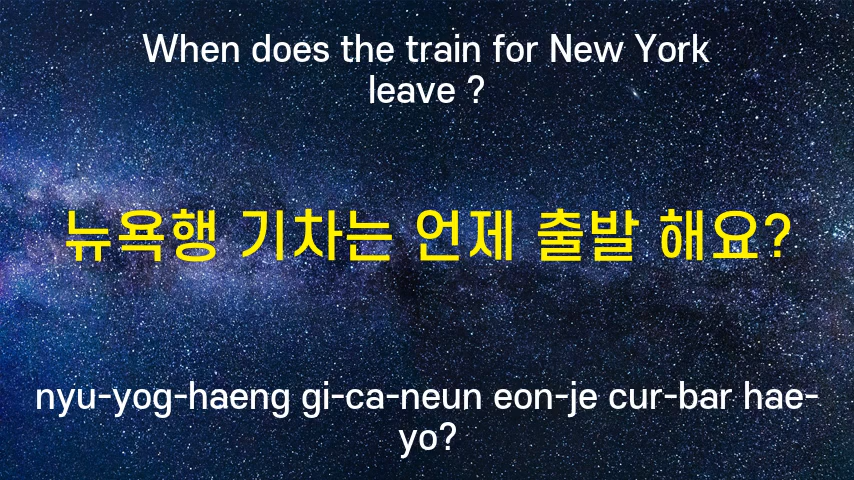 When does the train for New York
leave ?
뉴욕행 기차는 언제 출발 해요?
nyu-yog-haeng gi-ca-neun eon-je cur-bar hae-
yo?